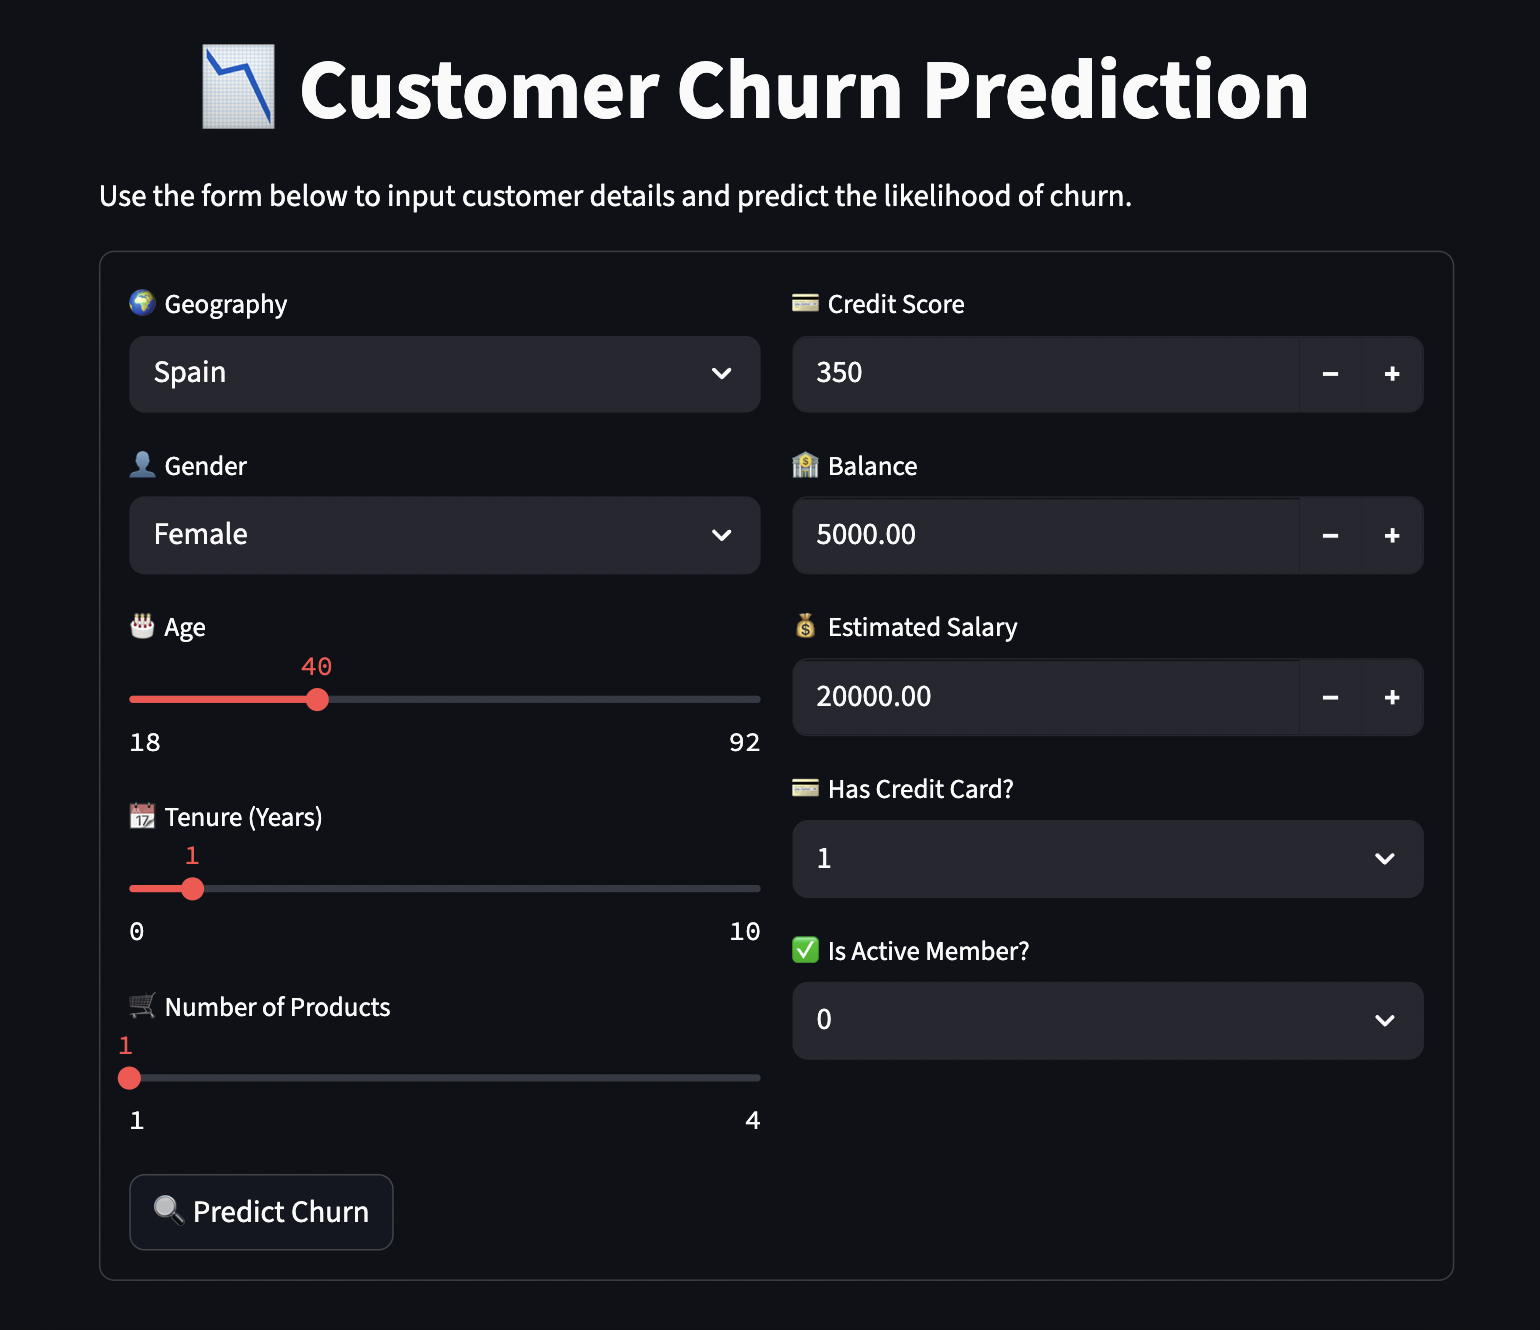 Customer Churn Prediction
Use the form below to input customer details and predict the likelihood of churn.
Geography
Spain
Gender
Female
Age
40
18 92
Tenure (Years)
1
0 10
Number of Products
1
1 4
Credit Score
350 − +
Balance
5000.00 − +
Estimated Salary
20000.00 − +
Has Credit Card?
1
Is Active Member?
0
Predict Churn